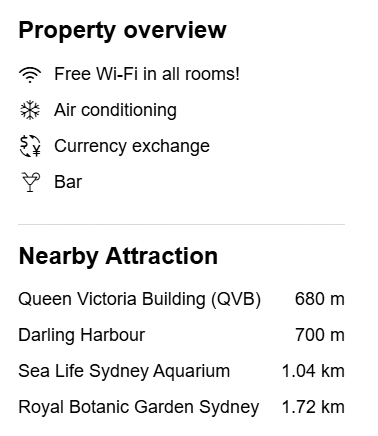 Property overview
Free Wi-Fi in all rooms!
Air conditioning
Currency exchange
Bar
Nearby Attraction
Queen Victoria Building (QVB) 680 m
Darling Harbour 700 m
Sea Life Sydney Aquarium 1.04 km
Royal Botanic Garden Sydney 1.72 km